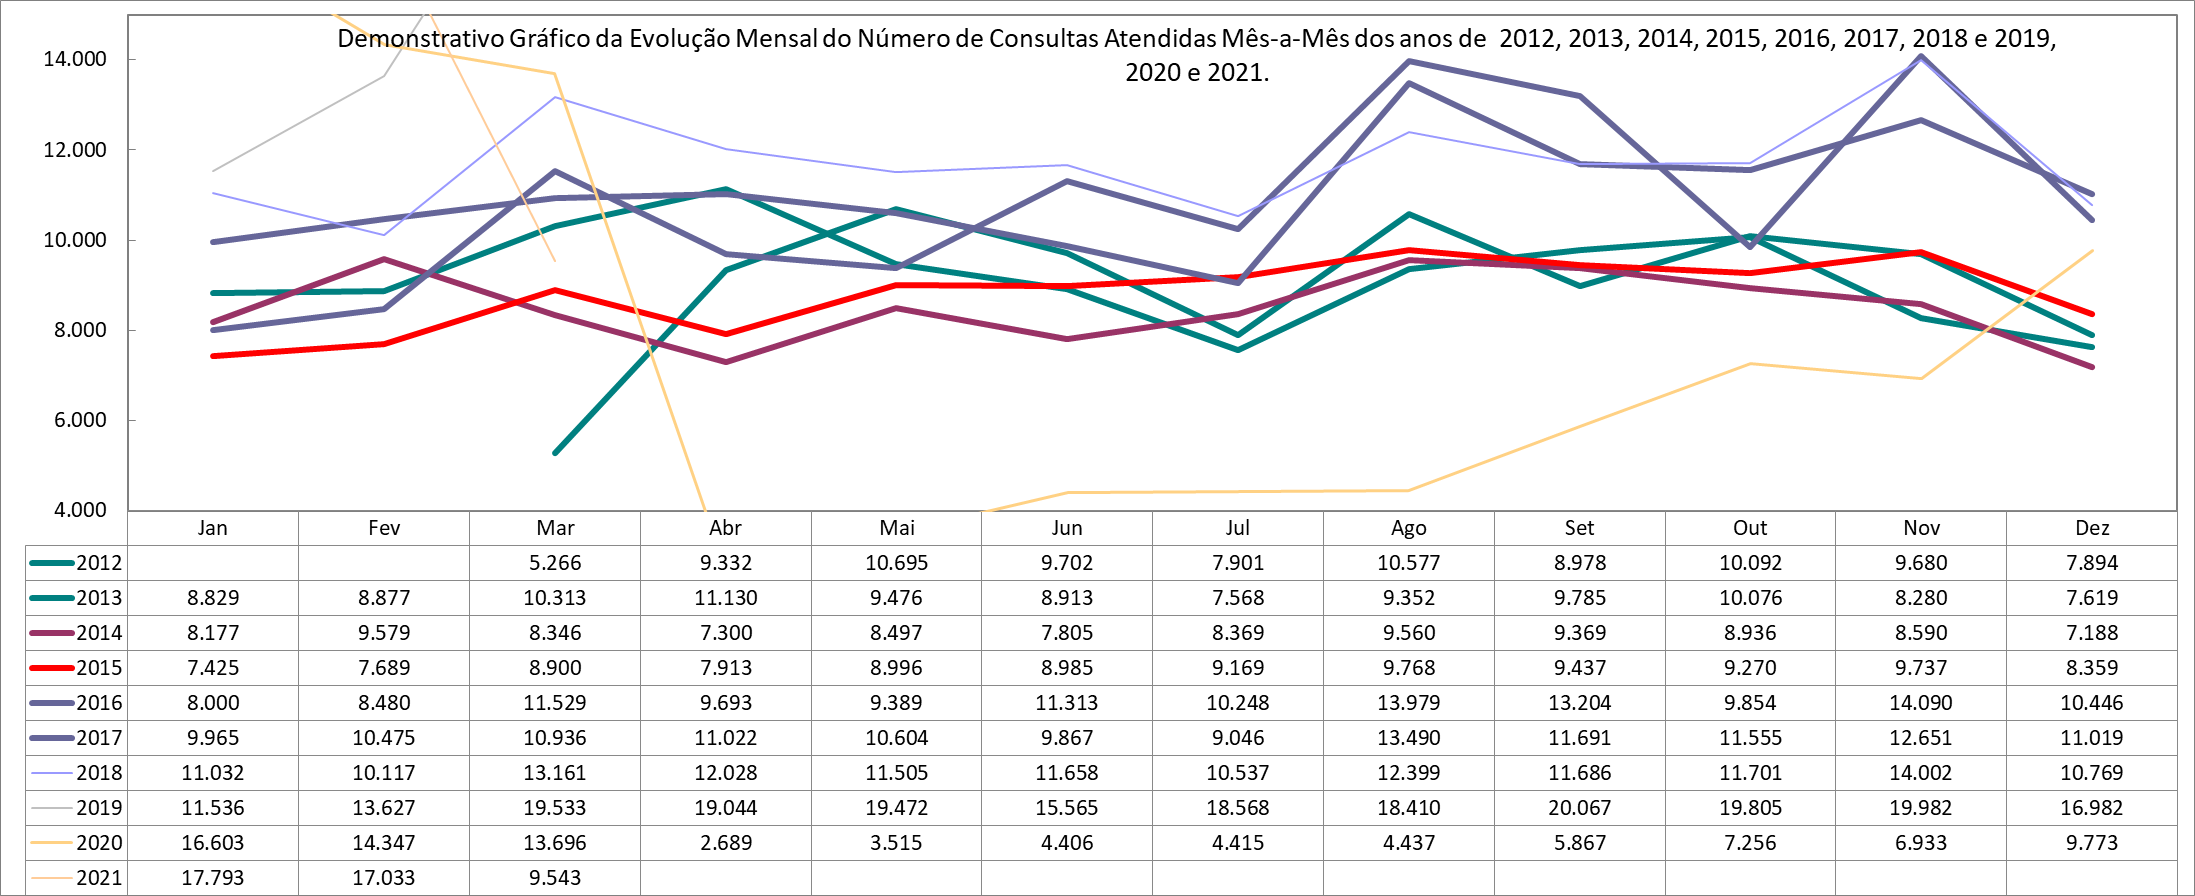 Demonstrativo Gráfico da Evolução Mensal do Número de Consultas Atendidas Mês-a-Mês dos anos de 2012, 2013, 2014, 2015, 2016, 2017, 2018 e 2019,
2020 e 2021.
14.000
12.000
10.000
8.000
6.000
4.000
Jan Fev Mar Abr Mai Jun Jul Ago Set Out Nov Dez
2012 5.266 9.332 10.695 9.702 7.901 10.577 8.978 10.092 9.680 7.894
2013 8.829 8.877 10.313 11.130 9.476 8.913 7.568 9.352 9.785 10.076 8.280 7.619
2014 8.177 9.579 8.346 7.300 8.497 7.805 8.369 9.560 9.369 8.936 8.590 7.188
2015 7.425 7.689 8.900 7.913 8.996 8.985 9.169 9.768 9.437 9.270 9.737 8.359
2016 8.000 8.480 11.529 9.693 9.389 11.313 10.248 13.979 13.204 9.854 14.090 10.446
2017 9.965 10.475 10.936 11.022 10.604 9.867 9.046 13.490 11.691 11.555 12.651 11.019
2018 11.032 10.117 13.161 12.028 11.505 11.658 10.537 12.399 11.686 11.701 14.002 10.769
2019 11.536 13.627 19.533 19.044 19.472 15.565 18.568 18.410 20.067 19.805 19.982 16.982
2020 16.603 14.347 13.696 2.689 3.515 4.406 4.415 4.437 5.867 7.256 6.933 9.773
2021 17.793 17.033 9.543